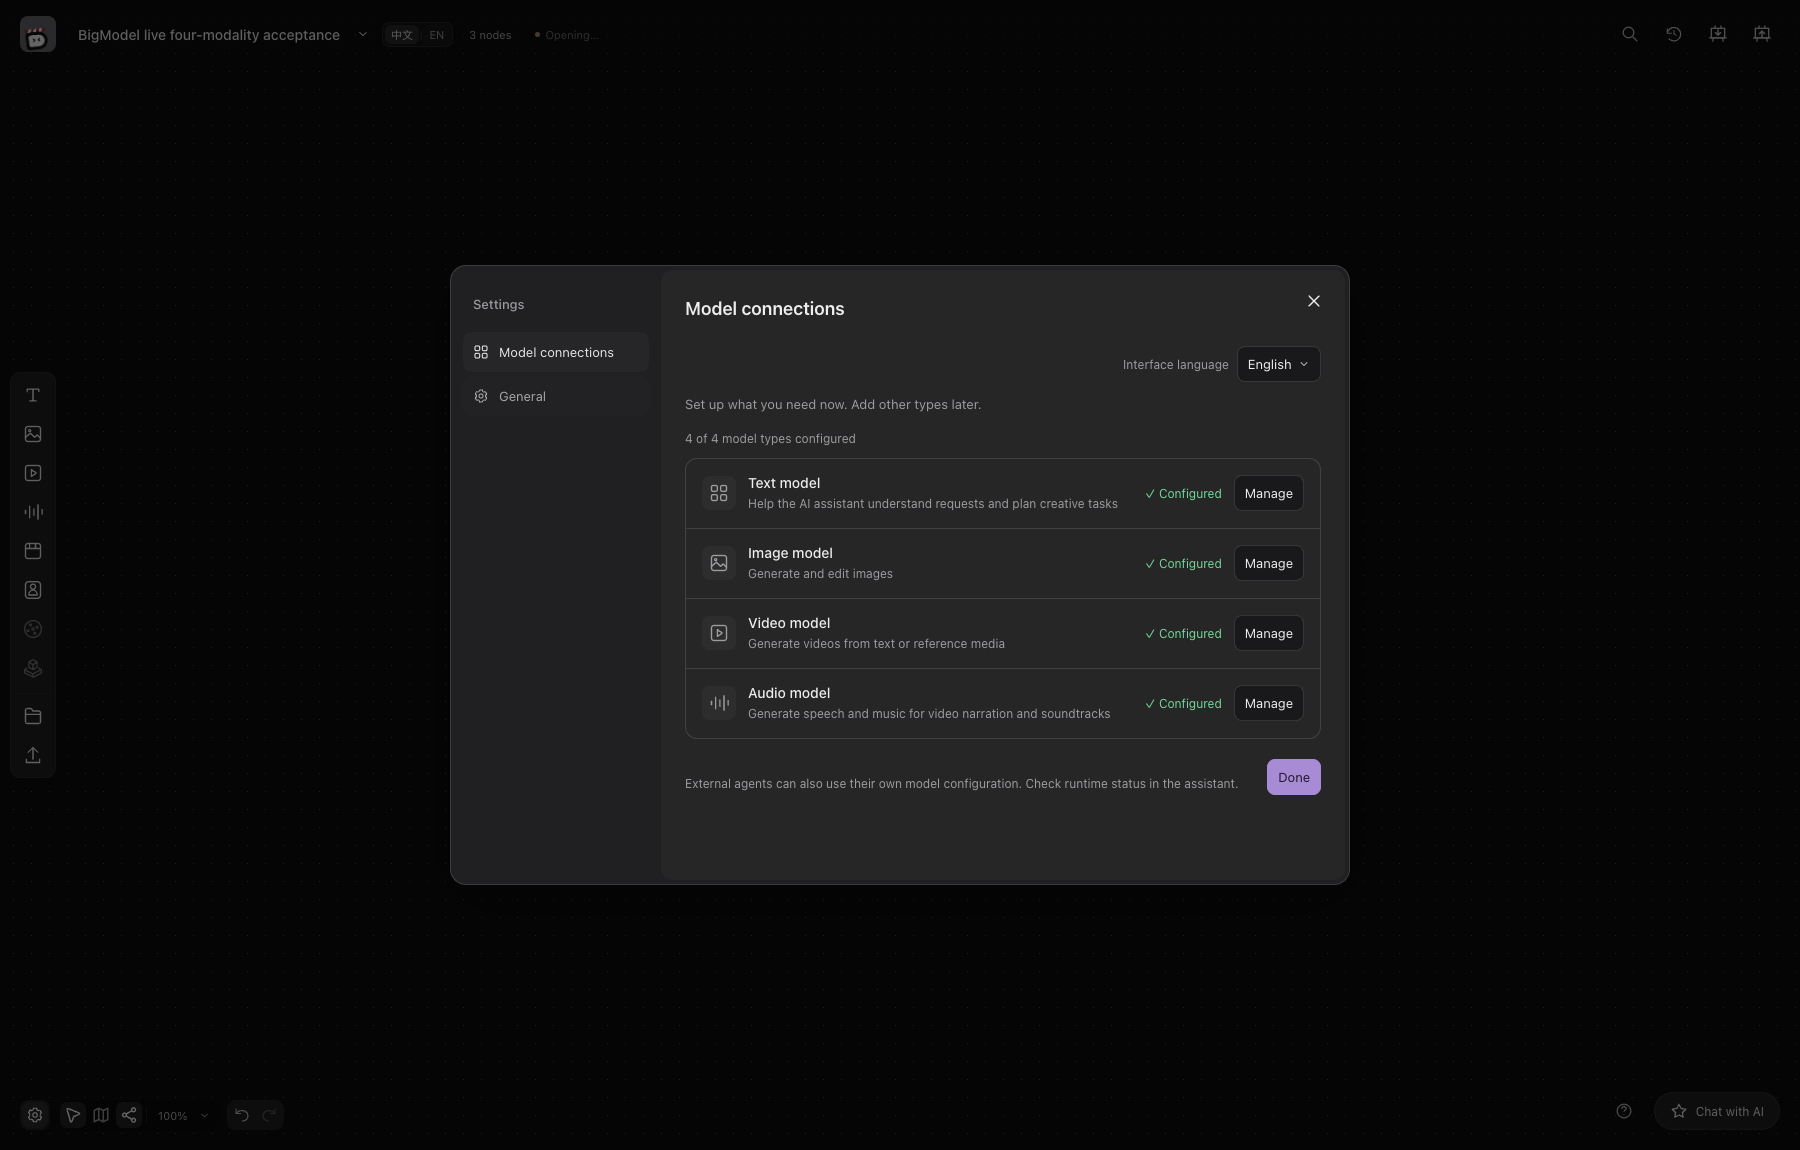 BigModel live four-modality acceptance
中文 EN
3 nodes
Opening...
Settings
Model connections
General
Model connections
Interface language English
Set up what you need now. Add other types later.
4 of 4 model types configured
Text model
Help the AI assistant understand requests and plan creative tasks
✓ Configured Manage
Image model
Generate and edit images
✓ Configured Manage
Video model
Generate videos from text or reference media
✓ Configured Manage
Audio model
Generate speech and music for video narration and soundtracks
✓ Configured Manage
External agents can also use their own model configuration. Check runtime status in the assistant.
Done
100%
Chat with AI